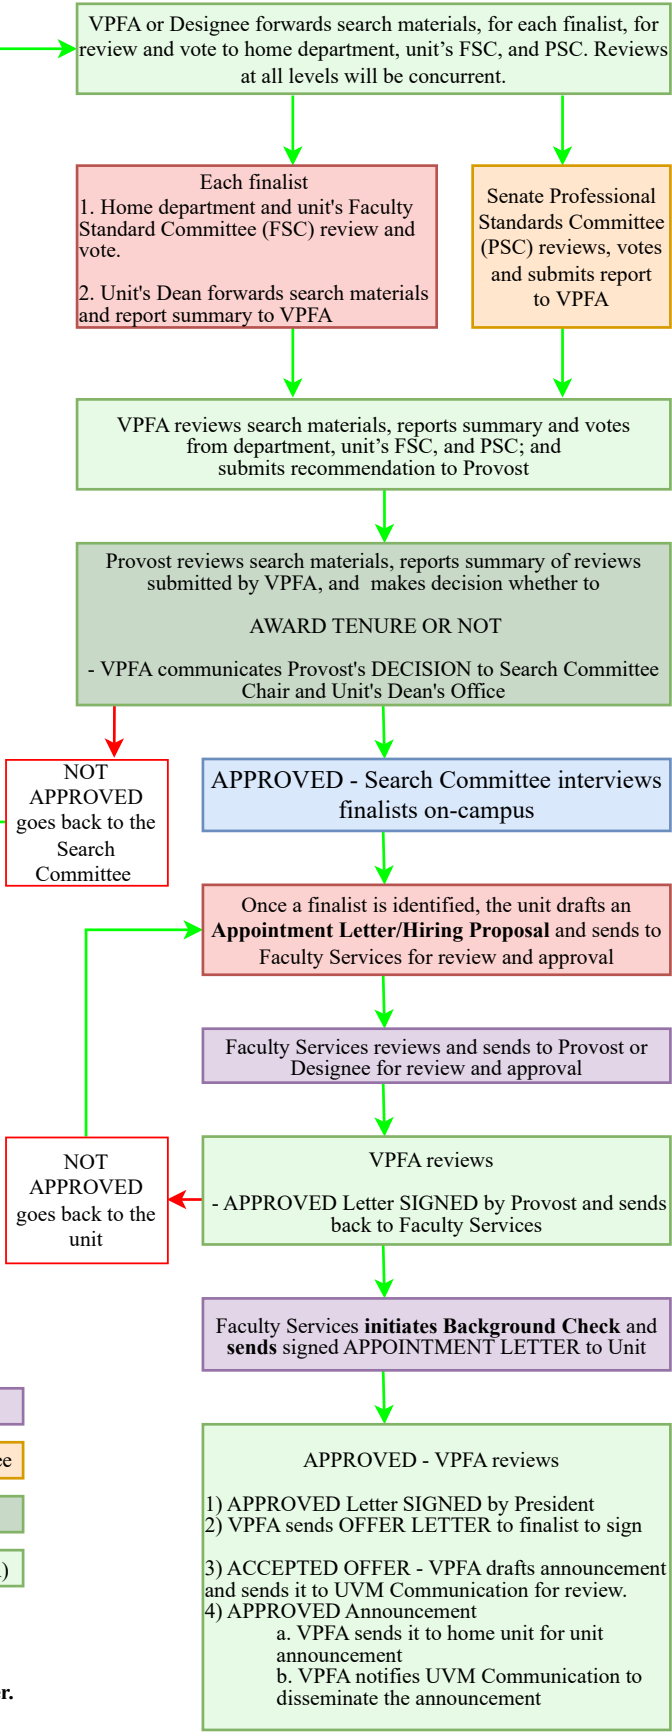 VPFA or Designee forwards search materials, for each finalist, for
review and vote to home department, unit’s FSC, and PSC. Reviews
at all levels will be concurrent.
Each finalist
1. Home department and unit's Faculty
Standard Committee (FSC) review and
vote.
2. Unit's Dean forwards search materials
and report summary to VPFA
Senate Professional
Standards Committee
(PSC) reviews, votes
and submits report
to VPFA
VPFA reviews search materials, reports summary and votes
from department, unit’s FSC, and PSC; and
submits recommendation to Provost
Provost reviews search materials, reports summary of reviews
submitted by VPFA, and makes decision whether to
AWARD TENURE OR NOT
- VPFA communicates Provost's DECISION to Search Committee
Chair and Unit's Dean's Office
NOT
APPROVED
goes back to the
Search
Committee
APPROVED - Search Committee interviews
finalists on-campus
Once a finalist is identified, the unit drafts an
Appointment Letter/Hiring Proposal and sends to
Faculty Services for review and approval
Faculty Services reviews and sends to Provost or
Designee for review and approval
NOT
APPROVED
goes back to the
unit
VPFA reviews
- APPROVED Letter SIGNED by Provost and sends
back to Faculty Services
Faculty Services initiates Background Check and
sends signed APPOINTMENT LETTER to Unit
APPROVED - VPFA reviews
1) APPROVED Letter SIGNED by President
2) VPFA sends OFFER LETTER to finalist to sign
3) ACCEPTED OFFER - VPFA drafts announcement
and sends it to UVM Communication for review.
4) APPROVED Announcement
a. VPFA sends it to home unit for unit
announcement
b. VPFA notifies UVM Communication to
disseminate the announcement